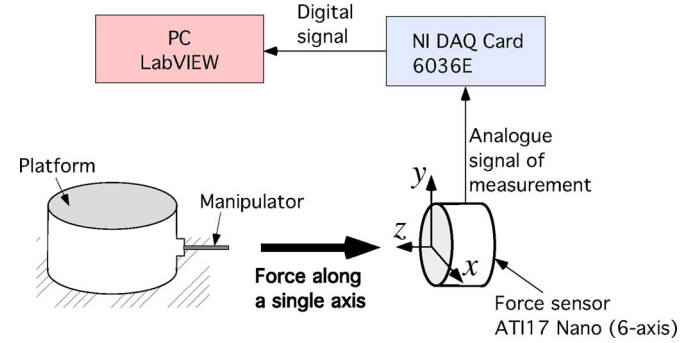 Digital
signal
PC
LabVIEW
NI DAQ Card
6036E
Analogue
signal of
measurement
Platform
Manipulator
y
z
x
Force along
a single axis
Force sensor
ATI17 Nano (6-axis)